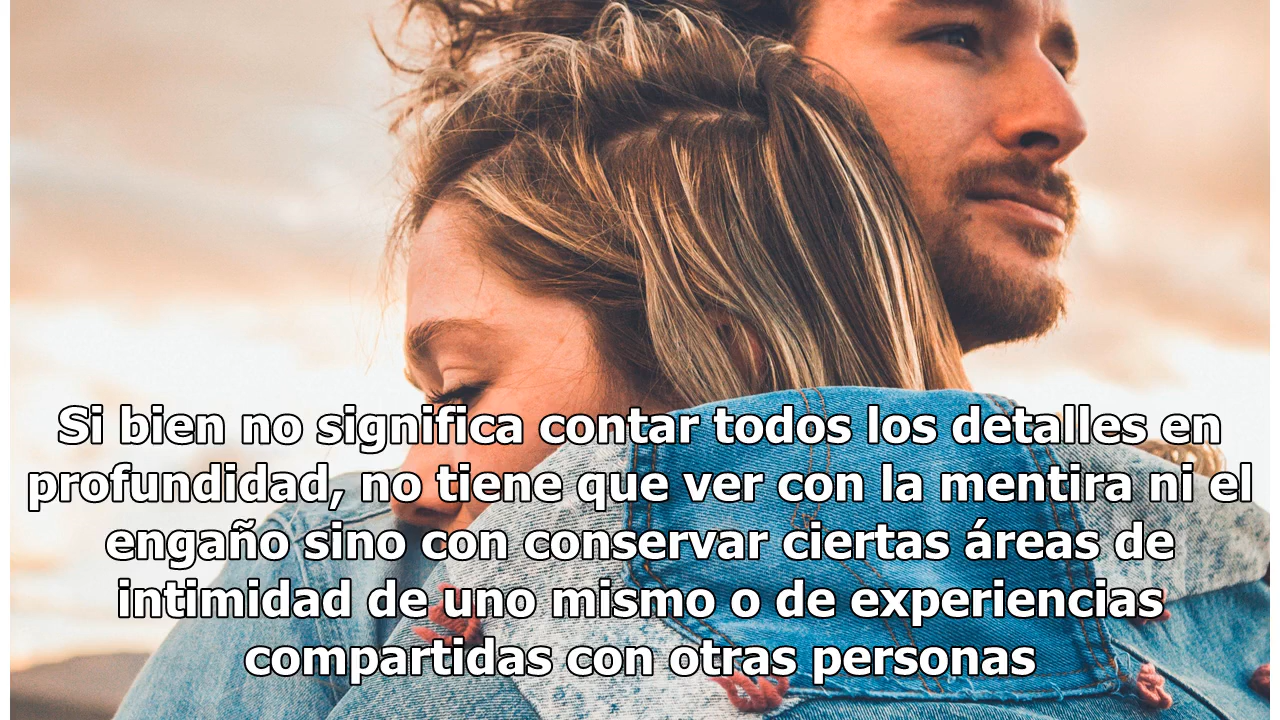 Si bien no significa contar todos los detalles en
profundidad, no tiene que ver con la mentira ni el
engaño sino con conservar ciertas áreas de
intimidad de uno mismo o de experiencias
compartidas con otras personas